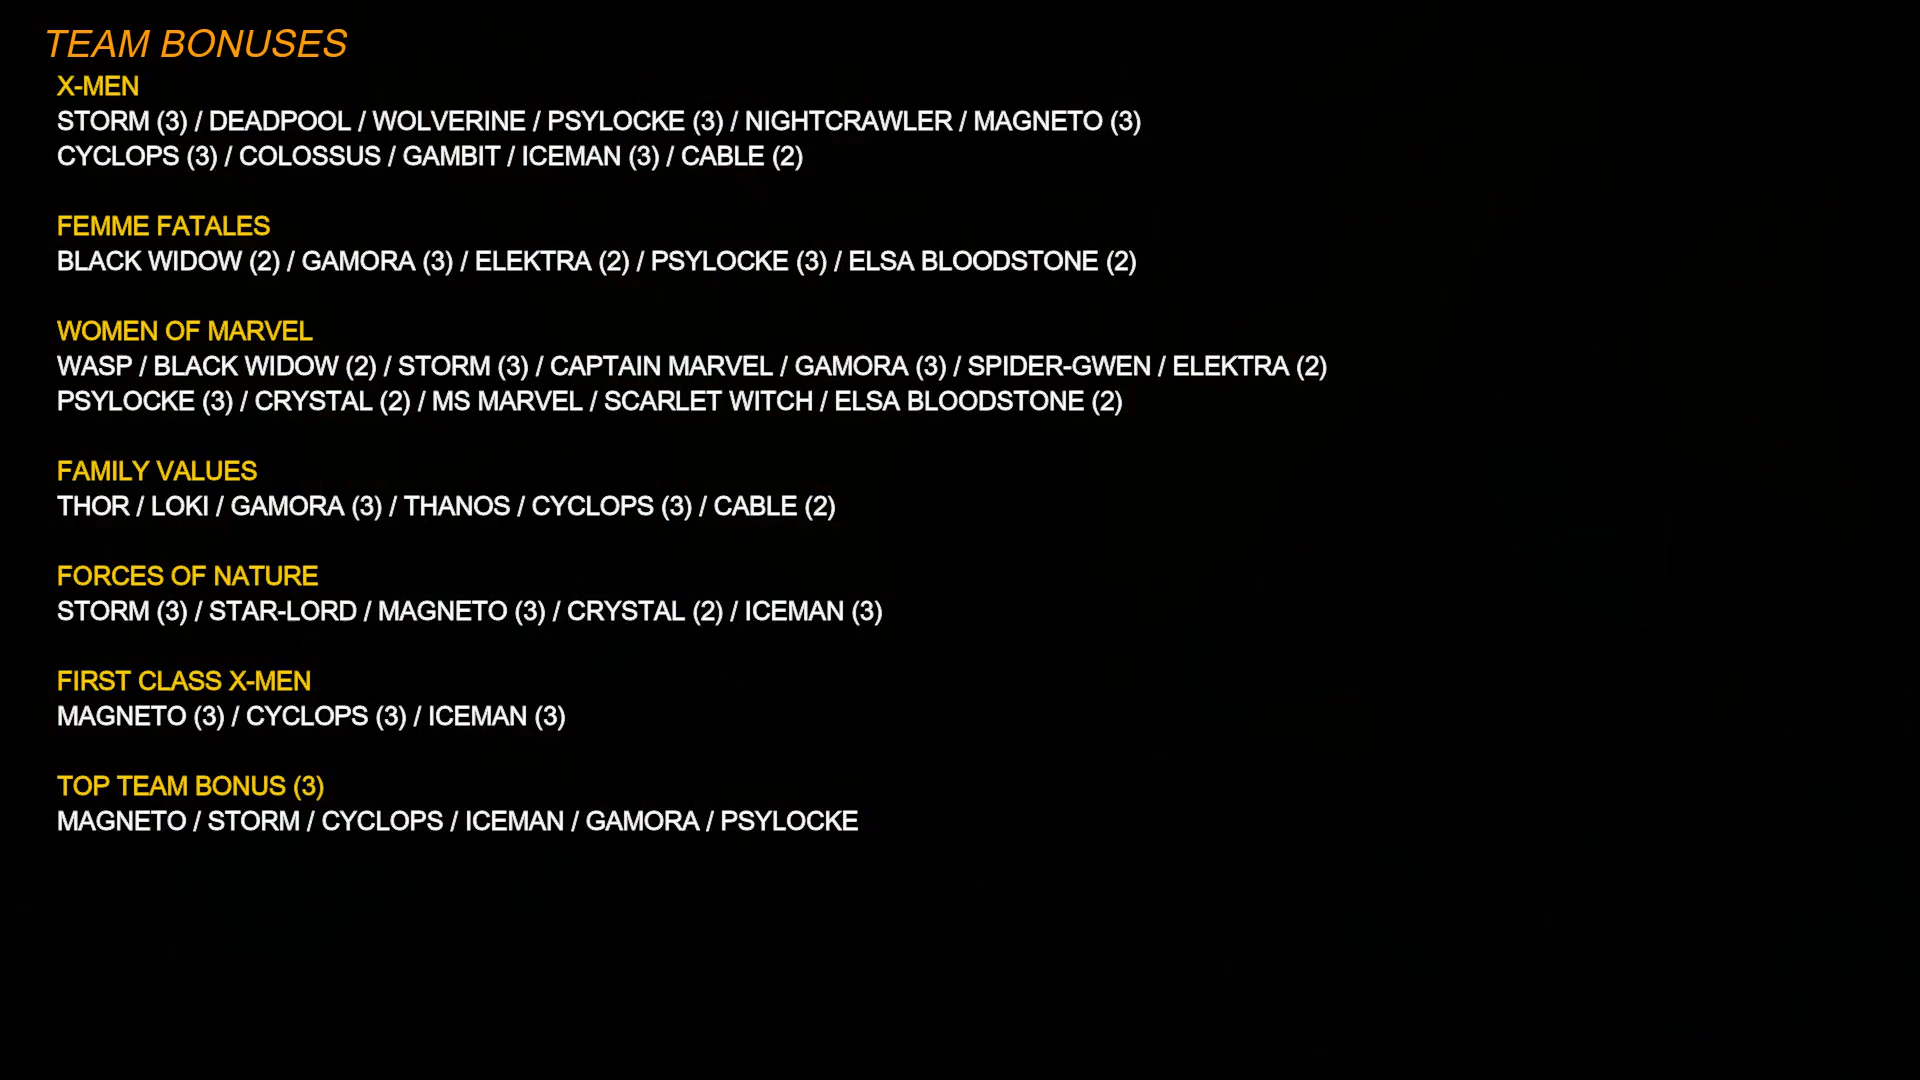 TEAM BONUSES
X-MEN
STORM (3) / DEADPOOL / WOLVERINE / PSYLOCKE (3) / NIGHTCRAWLER / MAGNETO (3)
CYCLOPS (3) / COLOSSUS / GAMBIT / ICEMAN (3) / CABLE (2)
FEMME FATALES
BLACK WIDOW (2) / GAMORA (3) / ELEKTRA (2) / PSYLOCKE (3) / ELSA BLOODSTONE (2)
WOMEN OF MARVEL
WASP / BLACK WIDOW (2) / STORM (3) / CAPTAIN MARVEL / GAMORA (3) / SPIDER-GWEN / ELEKTRA (2)
PSYLOCKE (3) / CRYSTAL (2) / MS MARVEL / SCARLET WITCH / ELSA BLOODSTONE (2)
FAMILY VALUES
THOR / LOKI / GAMORA (3) / THANOS / CYCLOPS (3) / CABLE (2)
FORCES OF NATURE
STORM (3) / STAR-LORD / MAGNETO (3) / CRYSTAL (2) / ICEMAN (3)
FIRST CLASS X-MEN
MAGNETO (3) / CYCLOPS (3) / ICEMAN (3)
TOP TEAM BONUS (3)
MAGNETO / STORM / CYCLOPS / ICEMAN / GAMORA / PSYLOCKE